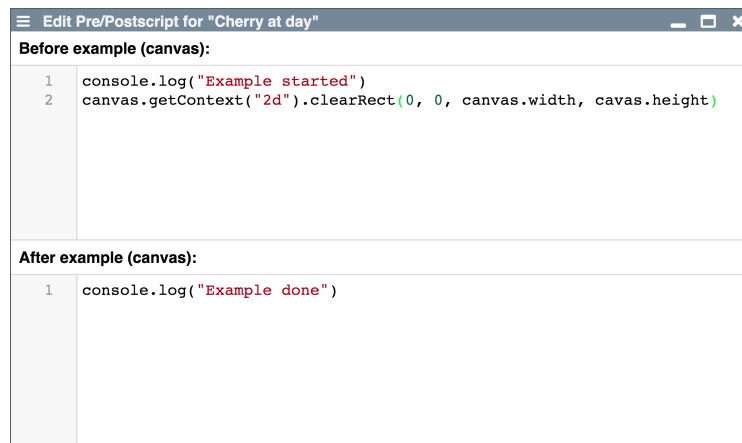 Edit Pre/Postscript for "Cherry at day"
Before example (canvas):
1 console.log("Example started")
2 canvas.getContext("2d").clearRect(0, 0, canvas.width, cavas.height)
After example (canvas):
1 console.log("Example done")